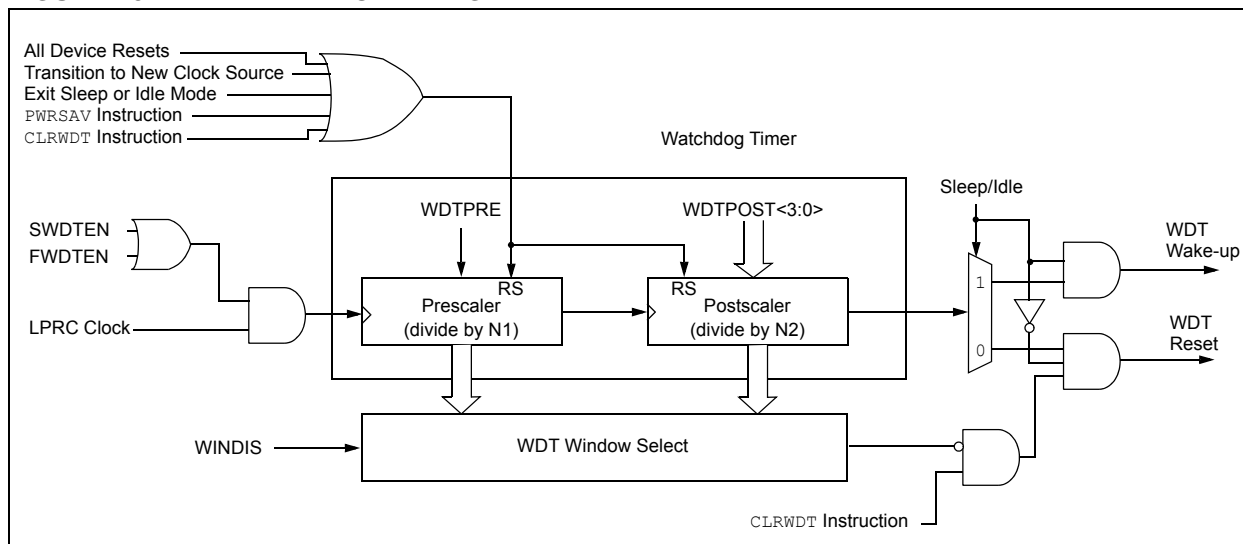 All Device Resets
Transition to New Clock Source
Exit Sleep or Idle Mode
PWRSAV Instruction
CLRWDT Instruction
Watchdog Timer
Sleep/Idle
WDTPRE
WDTPOST<3:0>
SWDTEN
FWDTEN
WDT
Wake-up
RS
RS
1
Prescaler
(divide by N1)
Postscaler
(divide by N2)
LPRC Clock
WDT
Reset
0
WINDIS
WDT Window Select
CLRWDT Instruction